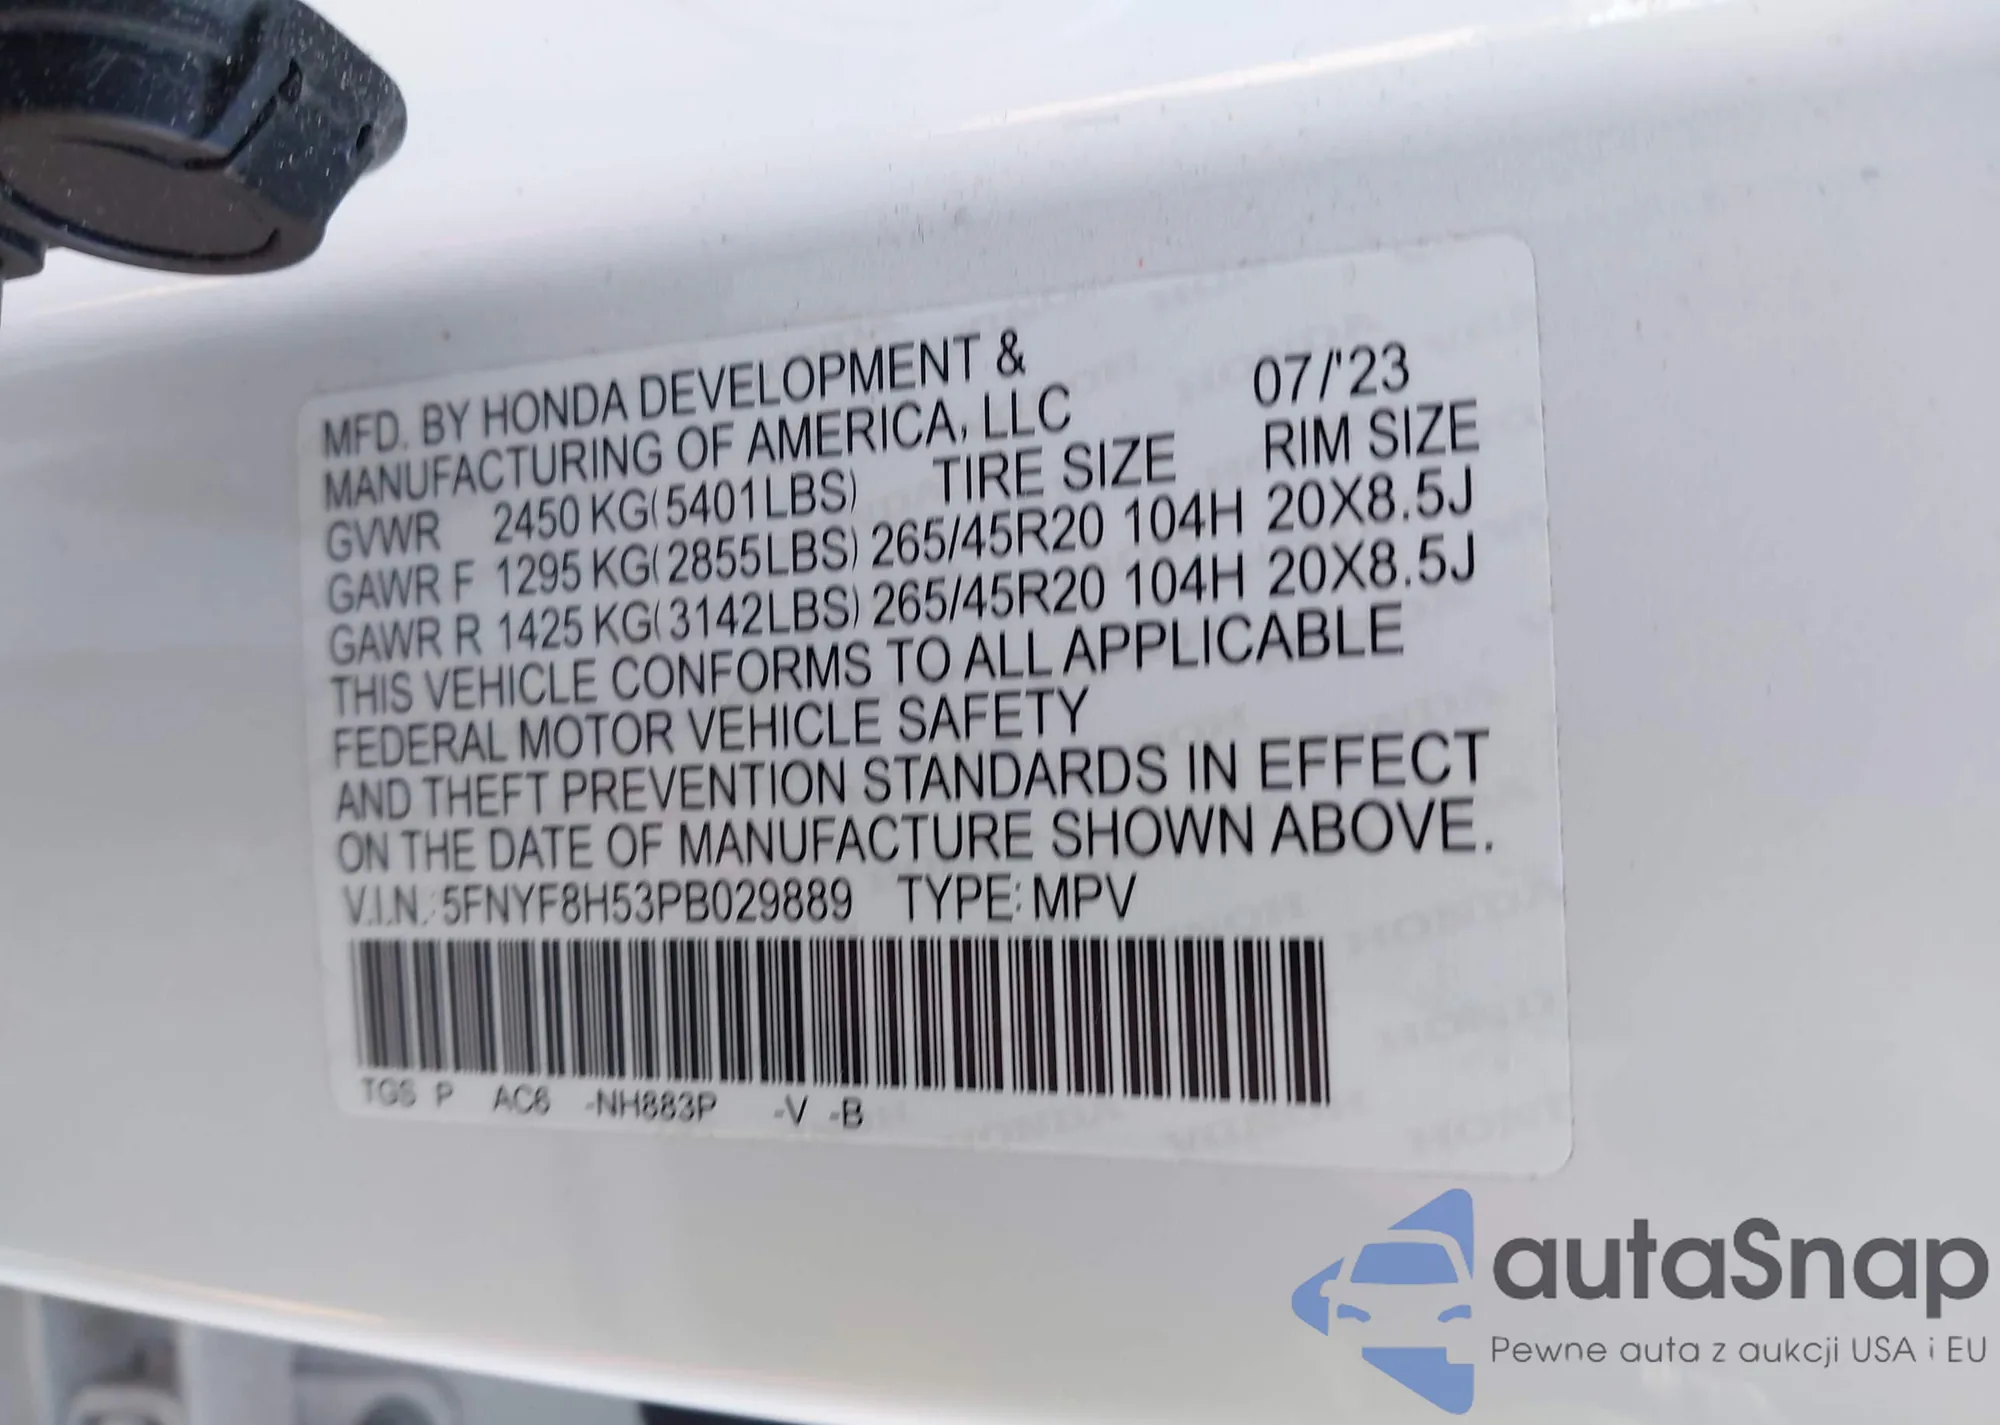 MFD. BY HONDA DEVELOPMENT &
MANUFACTURING OF AMERICA, LLC 07/'23
GVWR 2450 KG(5401LBS) TIRE SIZE RIM SIZE
GAWR F 1295 KG(2855LBS) 265/45R20 104H 20X8.5J
GAWR R 1425 KG(3142LBS) 265/45R20 104H 20X8.5J
THIS VEHICLE CONFORMS TO ALL APPLICABLE
FEDERAL MOTOR VEHICLE SAFETY
AND THEFT PREVENTION STANDARDS IN EFFECT
ON THE DATE OF MANUFACTURE SHOWN ABOVE.
V.I.N.: 5FNYF8H53PB029889 TYPE: MPV
TGS P AC6 -NH883P -V -B
autaSnap
Pewne auta z aukcji USA i EU